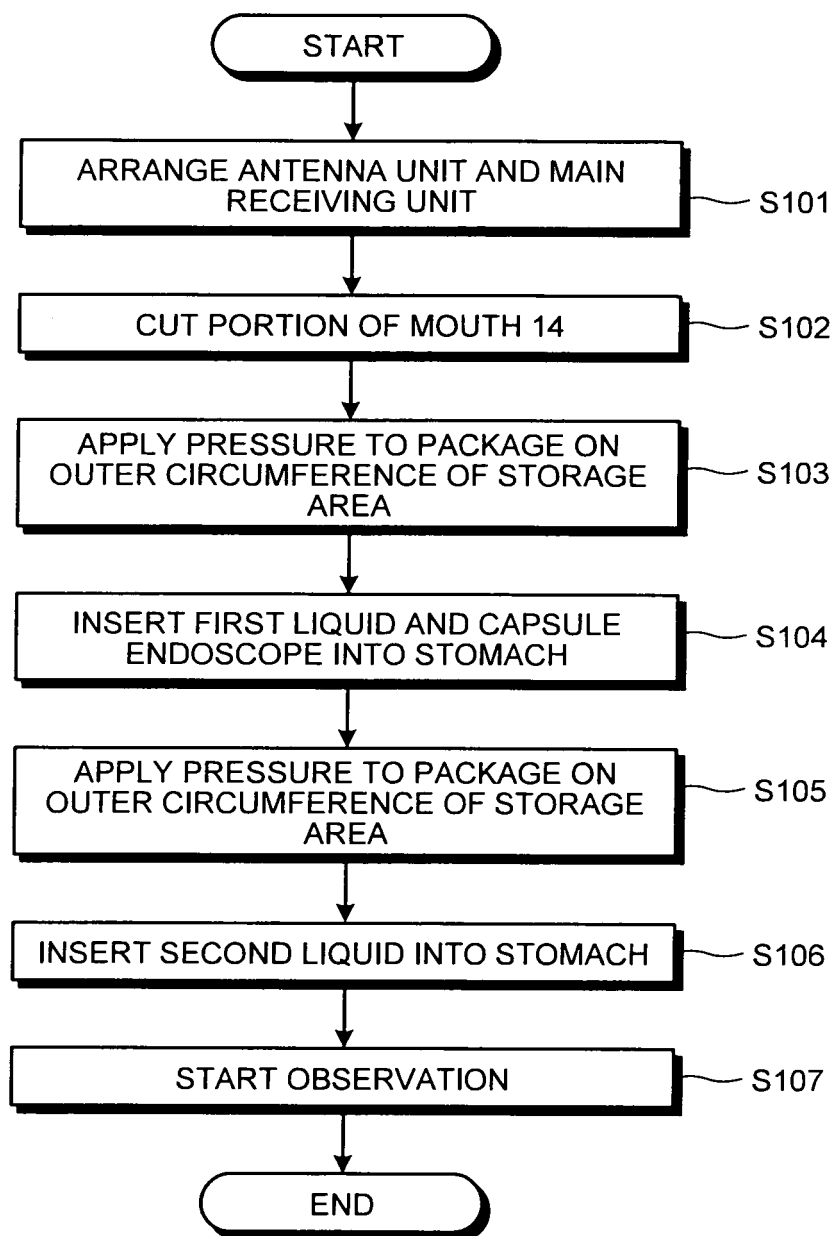 START
ARRANGE ANTENNA UNIT AND MAIN
RECEIVING UNIT
S101
CUT PORTION OF MOUTH 14
S102
APPLY PRESSURE TO PACKAGE ON
OUTER CIRCUMFERENCE OF STORAGE
AREA
S103
INSERT FIRST LIQUID AND CAPSULE
ENDOSCOPE INTO STOMACH
S104
APPLY PRESSURE TO PACKAGE ON
OUTER CIRCUMFERENCE OF STORAGE
AREA
S105
INSERT SECOND LIQUID INTO STOMACH
S106
START OBSERVATION
S107
END